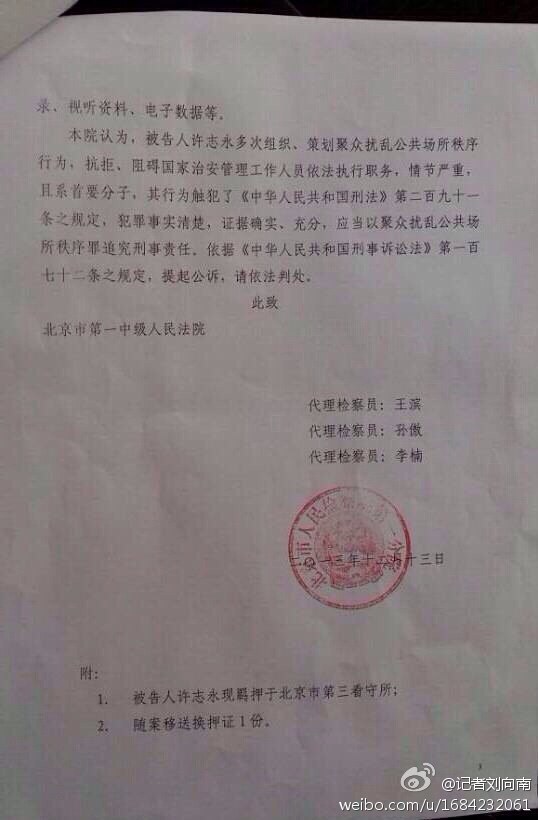 录、视听资料、电子数据等。
本院认为，被告人许志永多次组织、策划聚众扰乱公共场所秩序
行为，抗拒、阻碍国家治安管理工作人员依法执行职务，情节严重，
且系首要分子，其行为触犯了《中华人民共和国刑法》第二百九十一
条之规定，犯罪事实清楚，证据确实、充分，应当以聚众扰乱公共场
所秩序罪追究刑事责任。依据《中华人民共和国刑事诉讼法》第一百
七十二条之规定，提起公诉，请依法判处。
此致
北京市第一中级人民法院
代理检察员：王滨
代理检察员：孙傲
代理检察员：李楠
北京市人民检察院第一分院
一三年十二月十三日
附：
1. 被告人许志永现羁押于北京市第三看守所；
2. 随案移送换押证1份。
3
@记者刘向南
weibo.com/u/1684232061